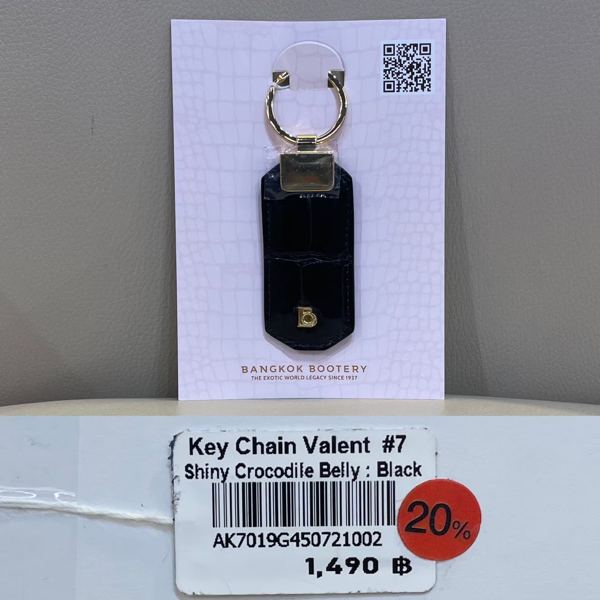 BANGKOK BOOTERY
THE EXOTIC WORLD LEGACY SINCE 1937
Key Chain Valent #7
Shiny Crocodile Belly : Black
AK7019G450721002
1,490 ฿
20%